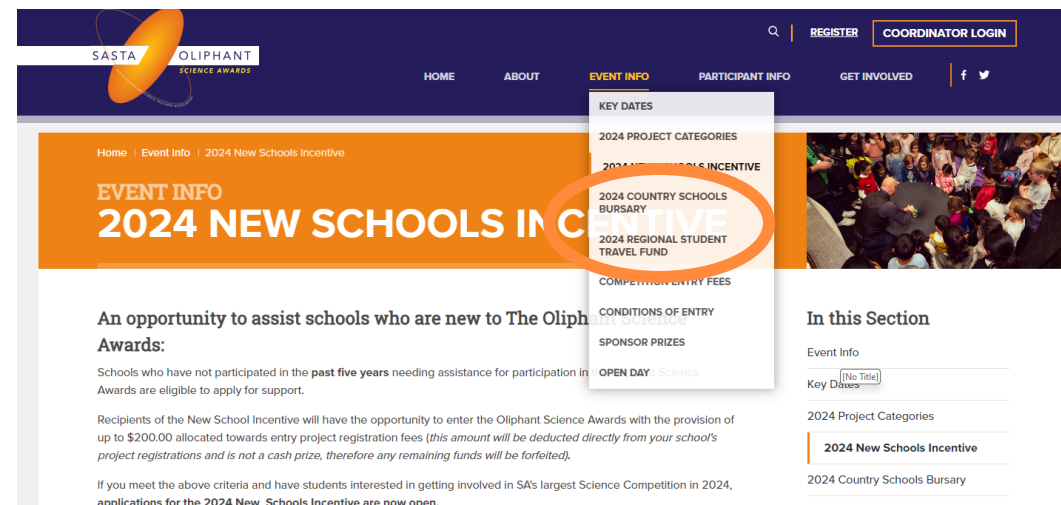 REGISTER
COORDINATOR LOGIN
SASTA OLIPHANT
SCIENCE AWARDS
HOME ABOUT EVENT INFO PARTICIPANT INFO GET INVOLVED
KEY DATES
2024 PROJECT CATEGORIES
2024 NEW SCHOOLS INCENTIVE
2024 COUNTRY SCHOOLS
BURSARY
2024 REGIONAL STUDENT
TRAVEL FUND
COMPETITION ENTRY FEES
CONDITIONS OF ENTRY
SPONSOR PRIZES
OPEN DAY
Home | Event Info | 2024 New Schools Incentive
EVENT INFO
2024 NEW SCHOOLS INCENTIVE
An opportunity to assist schools who are new to The Oliphant Science
Awards:
Schools who have not participated in the past five years needing assistance for participation in the Oliphant Science
Awards are eligible to apply for support.
Recipients of the New School Incentive will have the opportunity to enter the Oliphant Science Awards with the provision of
up to $200.00 allocated towards entry project registration fees (this amount will be deducted directly from your school's
project registrations and is not a cash prize, therefore any remaining funds will be forfeited).
If you meet the above criteria and have students interested in getting involved in SA's largest Science Competition in 2024,
applications for the 2024 New Schools Incentive are now open.
In this Section
Event Info
Key Dates
[No Title]
2024 Project Categories
2024 New Schools Incentive
2024 Country Schools Bursary